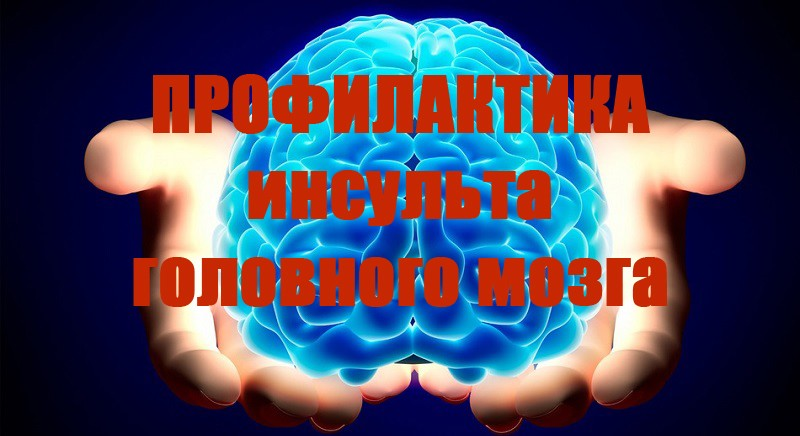 ПРОФИЛАКТИКА
инсульта
головного мозга